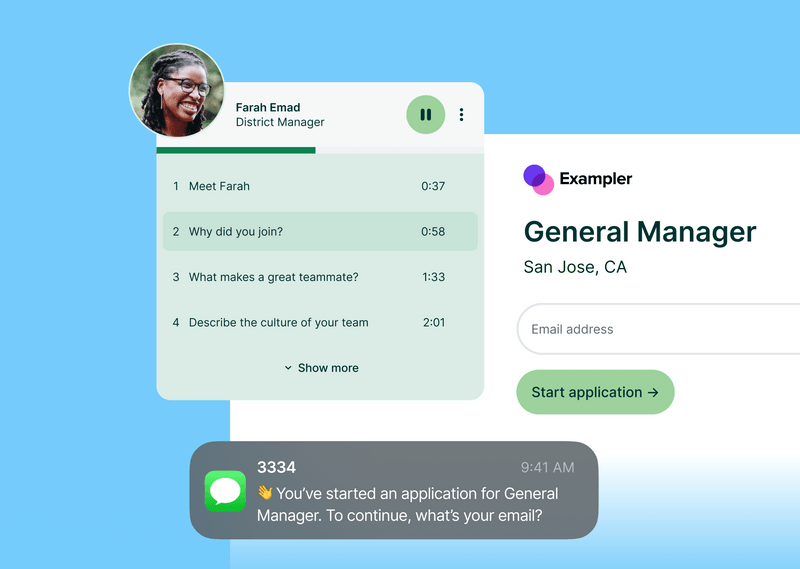 Farah Emad
District Manager
1 Meet Farah 0:37
2 Why did you join? 0:58
3 What makes a great teammate? 1:33
4 Describe the culture of your team 2:01
Show more
Exampler
General Manager
San Jose, CA
Email address
Start application →
3334 9:41 AM
👋 You’ve started an application for General
Manager. To continue, what’s your email?